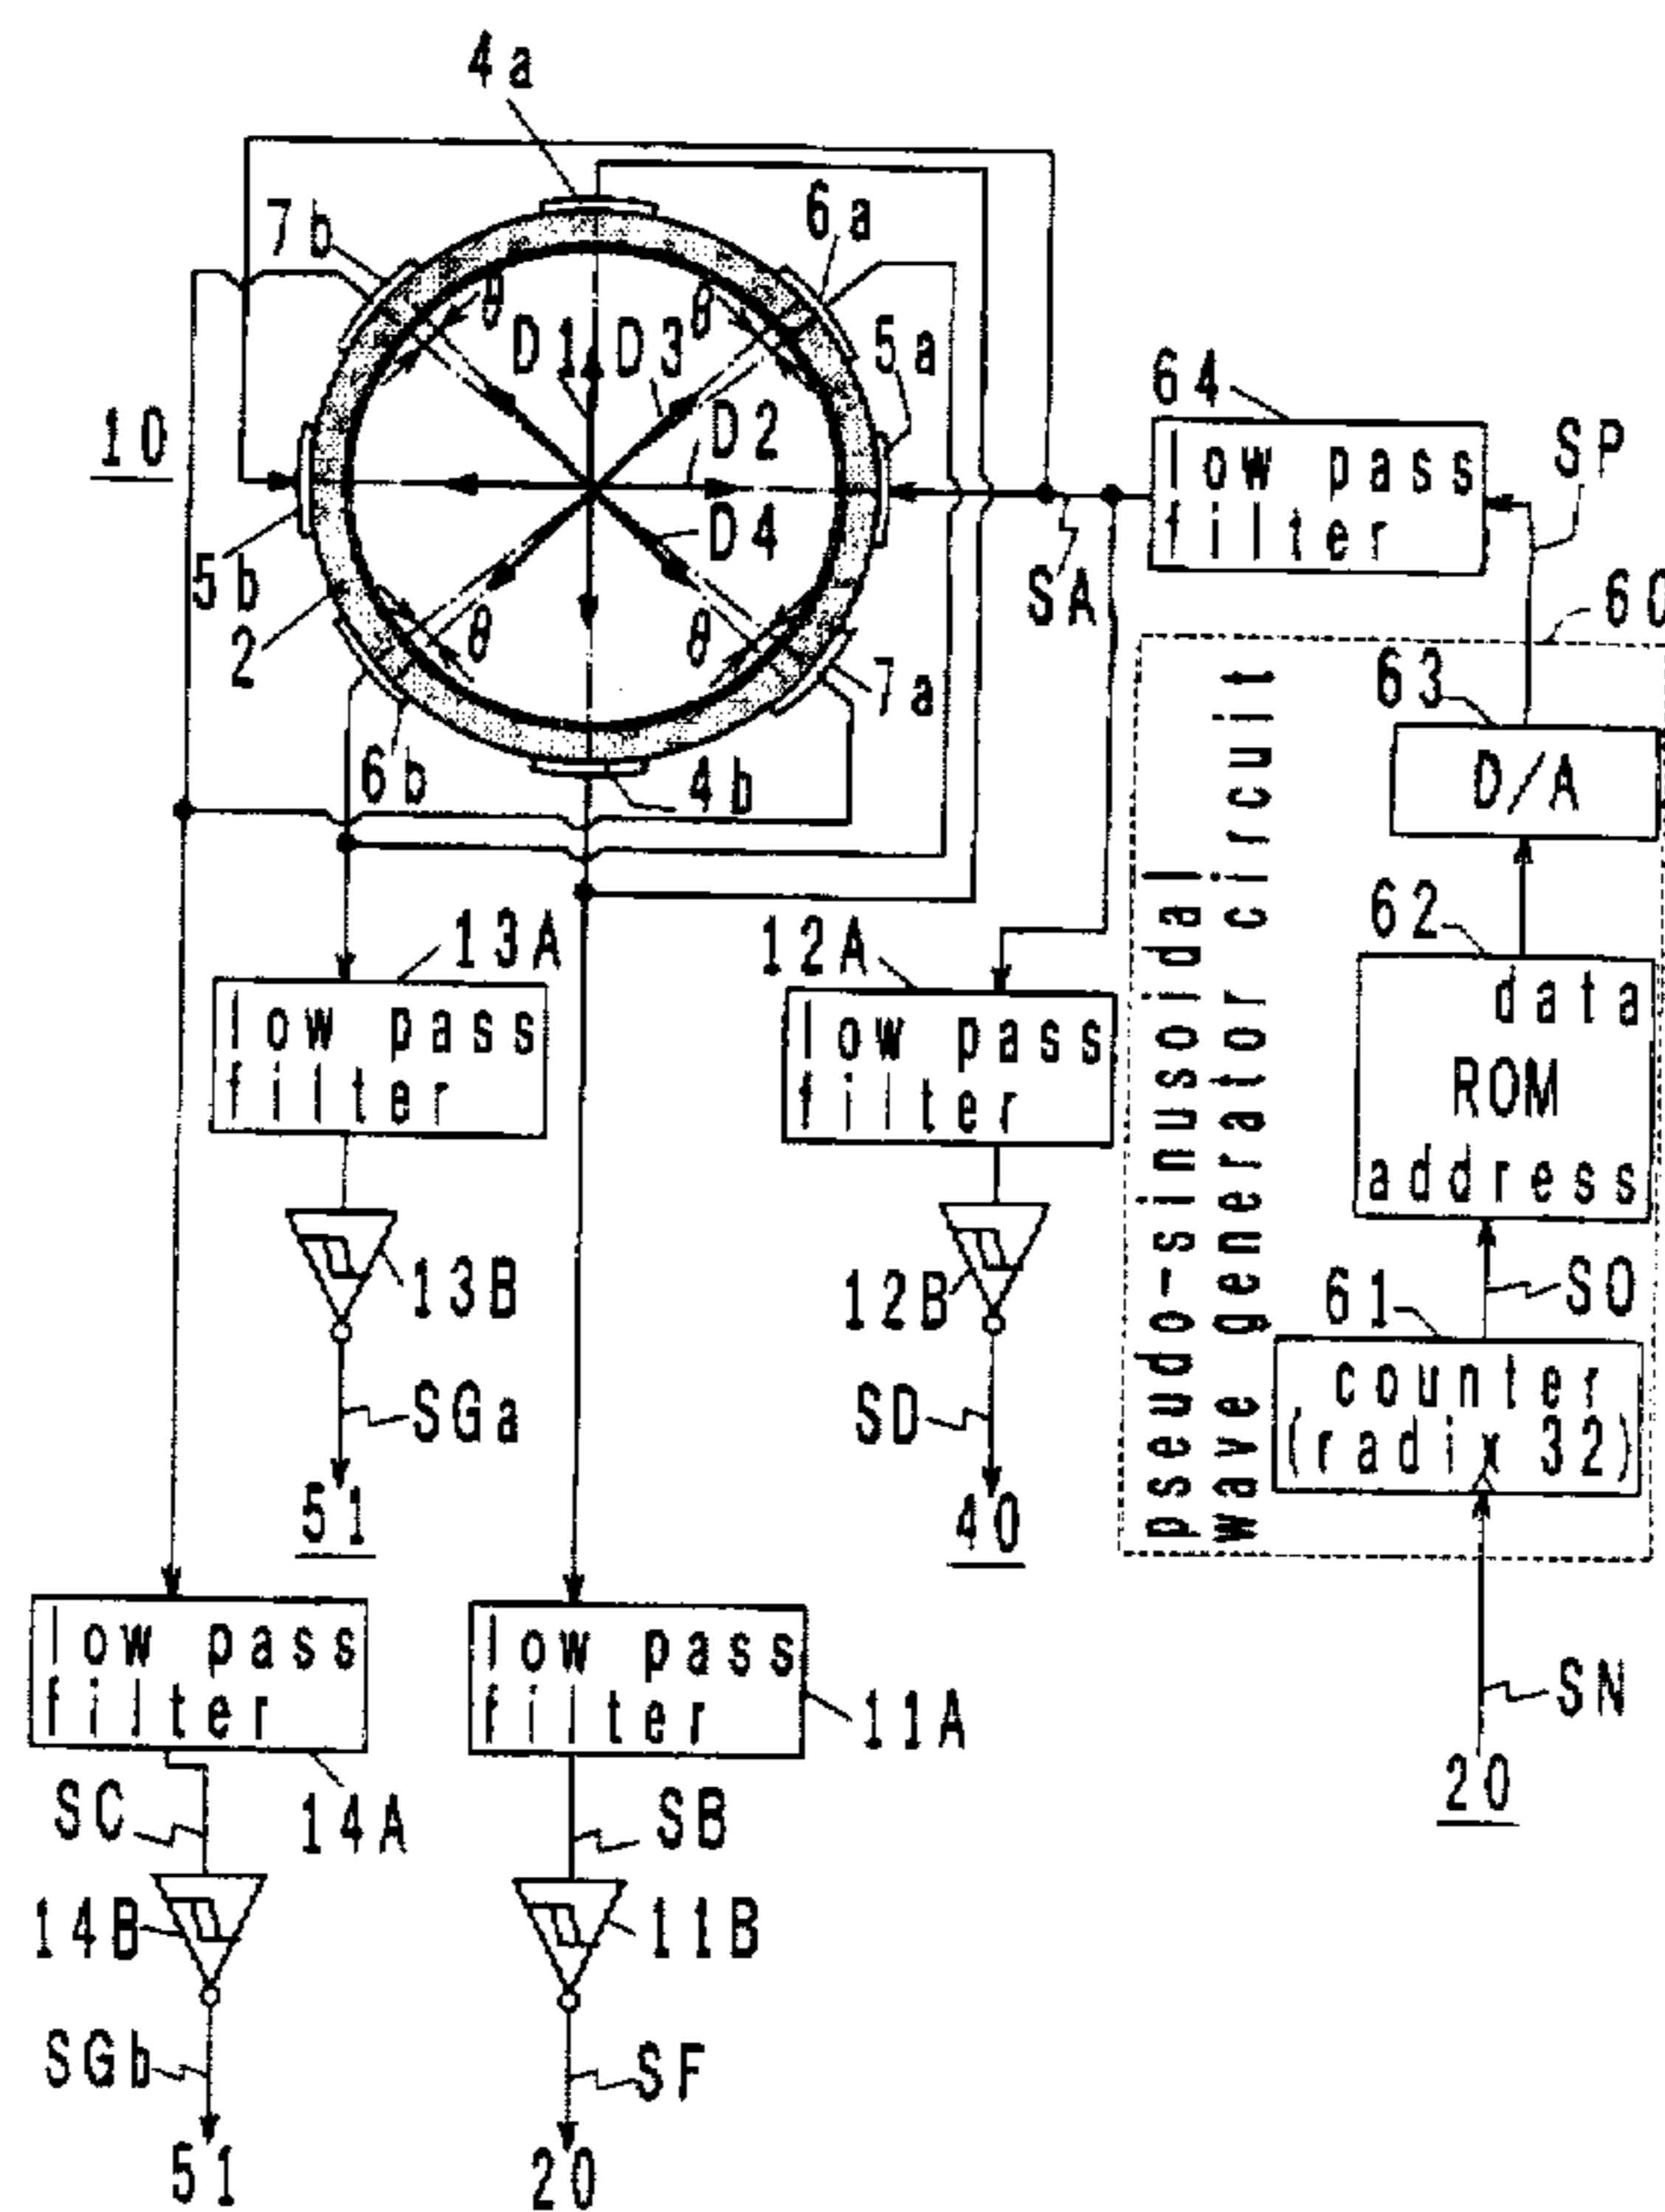 4a
7b
6a
D1
D3
5a
64
10
D2
low pass
filter
SP
D4
SA
5b
60
2
θ
θ
θ
θ
63
7a
6b
4b
D/A
13A
12A
62
low pass
filter
low pass
filter
data
ROM
address
pseudo-sinusoidal
wave generator circuit
13B
12B
61
SO
counter
(radix 32)
SGa
SD
51
40
low pass
filter
low pass
filter
11A
SN
20
SC
14A
SB
14B
11B
SGb
SF
51
20